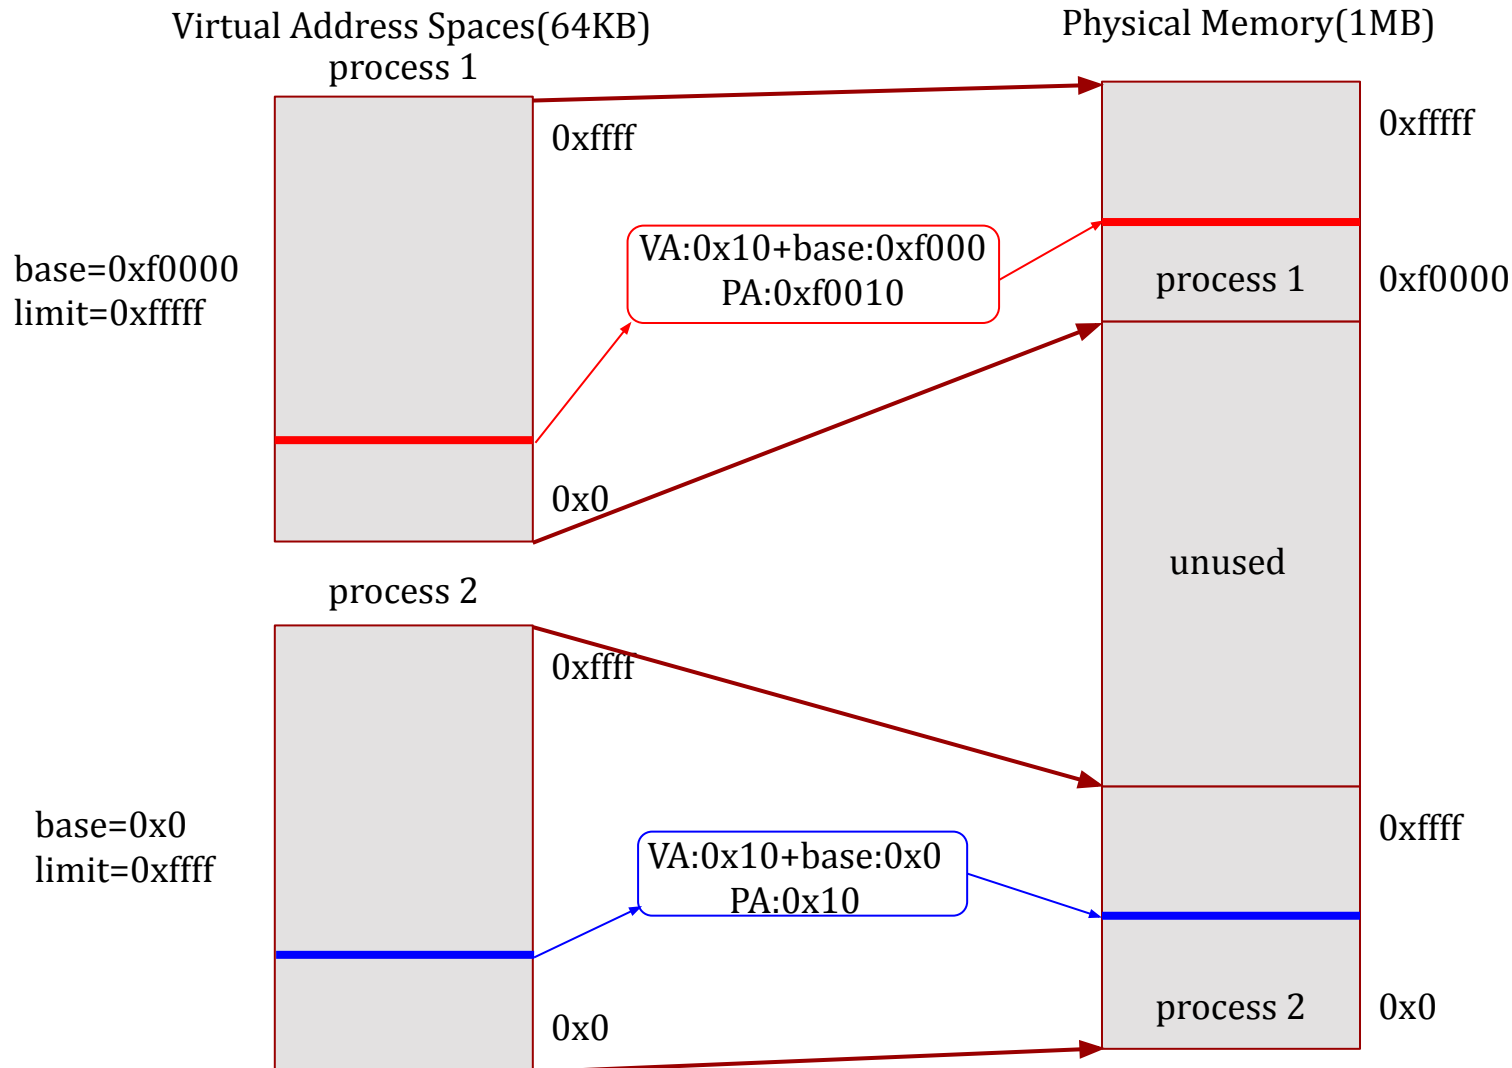 Virtual Address Spaces(64KB)
process 1
Physical Memory(1MB)
0xffff
0xfffff
base=0xf0000
limit=0xfffff
VA:0x10+base:0xf000
PA:0xf0010
process 1
0xf0000
0x0
unused
process 2
0xffff
base=0x0
limit=0xffff
VA:0x10+base:0x0
PA:0x10
0xffff
process 2
0x0
0x0